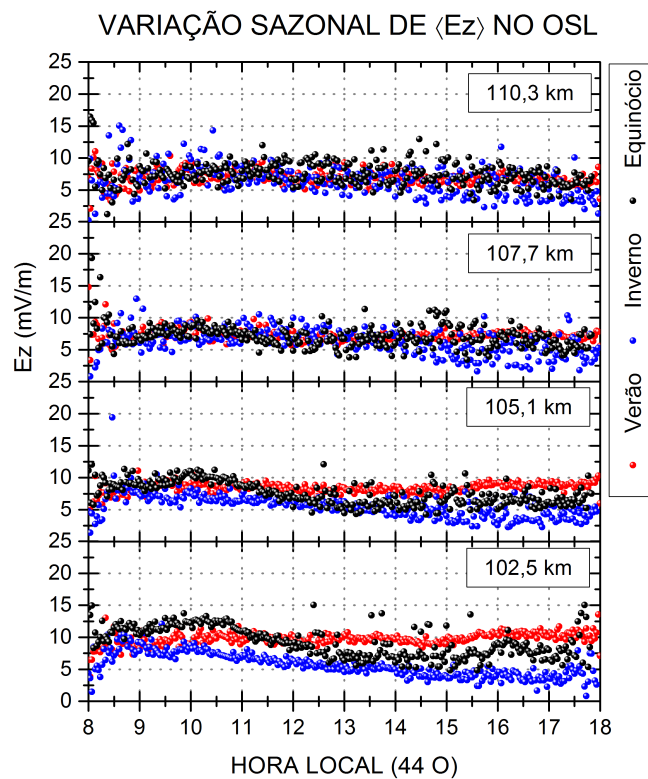 VARIAÇÃO SAZONAL DE ⟨Ez⟩ NO OSL
25
20
15
10
5
110,3 km
25
20
15
10
5
107,7 km
25
20
15
10
5
105,1 km
25
20
15
10
5
0
102,5 km
Ez (mV/m)
8 9 10 11 12 13 14 15 16 17 18
HORA LOCAL (44 O)
Verão
Inverno
Equinócio